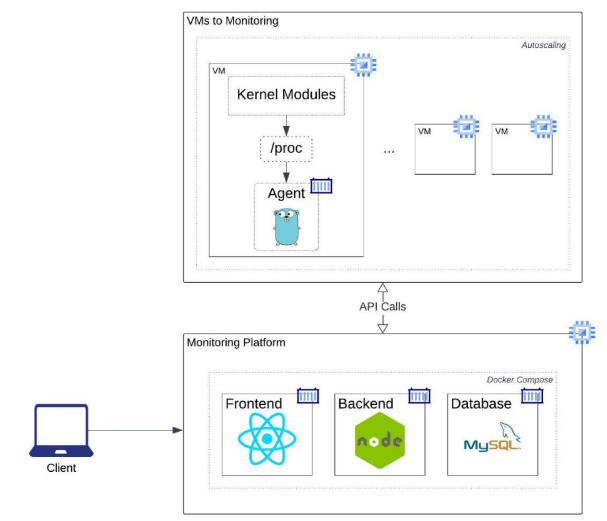 VMs to Monitoring
Autoscaling
VM
Kernel Modules
/proc
Agent
...
VM
VM
API Calls
Monitoring Platform
Docker Compose
Frontend
Backend
Database
node
MySQL
Client